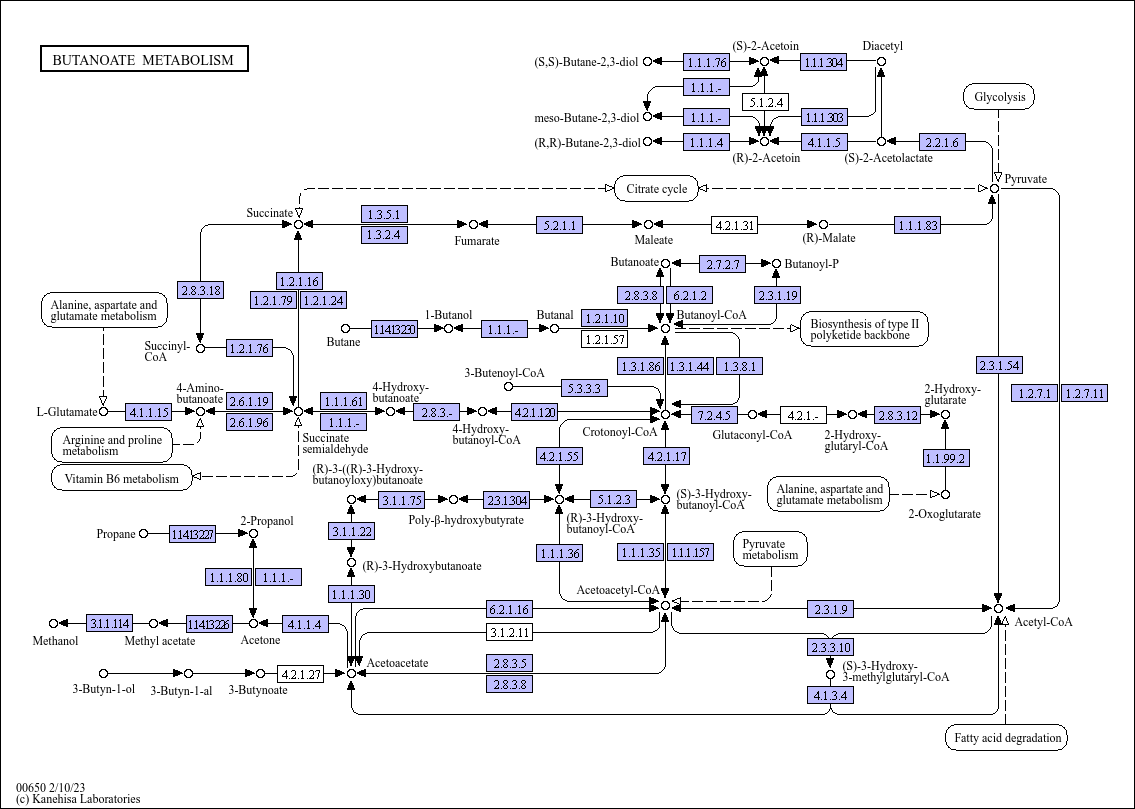 BUTANOATE METABOLISM
(S)-2-Acetoin
Diacetyl
(S,S)-Butane-2,3-diol
1.1.1.76
1.1.1.304
1.1.1.-
5.1.2.4
Glycolysis
meso-Butane-2,3-diol
1.1.1.-
1.1.1.303
(R,R)-Butane-2,3-diol
1.1.1.4
4.1.1.5
2.2.1.6
(R)-2-Acetoin
(S)-2-Acetolactate
Pyruvate
Citrate cycle
Succinate
1.3.5.1
1.3.2.4
Fumarate
5.2.1.1
Maleate
4.2.1.31
(R)-Malate
1.1.1.83
Butanoate
2.7.2.7
Butanoyl-P
2.8.3.18
1.2.1.16
1.2.1.79
1.2.1.24
2.8.3.8
6.2.1.2
2.3.1.19
Alanine, aspartate and
glutamate metabolism
1-Butanol
Butanal
1.2.1.10
Butanoyl-CoA
11413230
1.1.1.-
1.2.1.57
Butane
Biosynthesis of type II
polyketide backbone
Succinyl-
CoA
1.2.1.76
1.3.1.86
1.3.1.44
1.3.8.1
2.3.1.54
3-Butenoyl-CoA
5.3.3.3
1.2.7.1
1.2.7.11
4-Amino-
butanoate
4-Hydroxy-
butanoate
2-Hydroxy-
glutarate
L-Glutamate
4.1.1.15
2.6.1.19
2.6.1.96
1.1.1.61
1.1.1.-
2.8.3.-
4.2.1.120
7.2.4.5
4.2.1.-
2.8.3.12
Arginine and proline
metabolism
Succinate
semialdehyde
4-Hydroxy-
butanoyl-CoA
Crotonoyl-CoA
Glutaconyl-CoA
2-Hydroxy-
glutaryl-CoA
Vitamin B6 metabolism
4.2.1.55
4.2.1.17
1.1.99.2
(R)-3-((R)-3-Hydroxy-
butanoyloxy)butanoate
3.1.1.75
2.3.1.304
5.1.2.3
(S)-3-Hydroxy-
butanoyl-CoA
Alanine, aspartate and
glutamate metabolism
2-Oxoglutarate
Poly-β-hydroxybutyrate
(R)-3-Hydroxy-
butanoyl-CoA
2-Propanol
Propane
11413227
3.1.1.22
1.1.1.36
1.1.1.35
1.1.1.157
Pyruvate
metabolism
(R)-3-Hydroxybutanoate
1.1.1.80
1.1.1.-
1.1.1.30
Acetoacetyl-CoA
6.2.1.16
2.3.1.9
3.1.1.114
11413226
4.1.1.4
3.1.2.11
Acetyl-CoA
Methanol
Methyl acetate
Acetone
2.3.3.10
Acetoacetate
2.8.3.5
2.8.3.8
(S)-3-Hydroxy-
3-methylglutaryl-CoA
4.2.1.27
3-Butyn-1-ol
3-Butyn-1-al
3-Butynoate
4.1.3.4
Fatty acid degradation
00650 2/10/23
(c) Kanehisa Laboratories